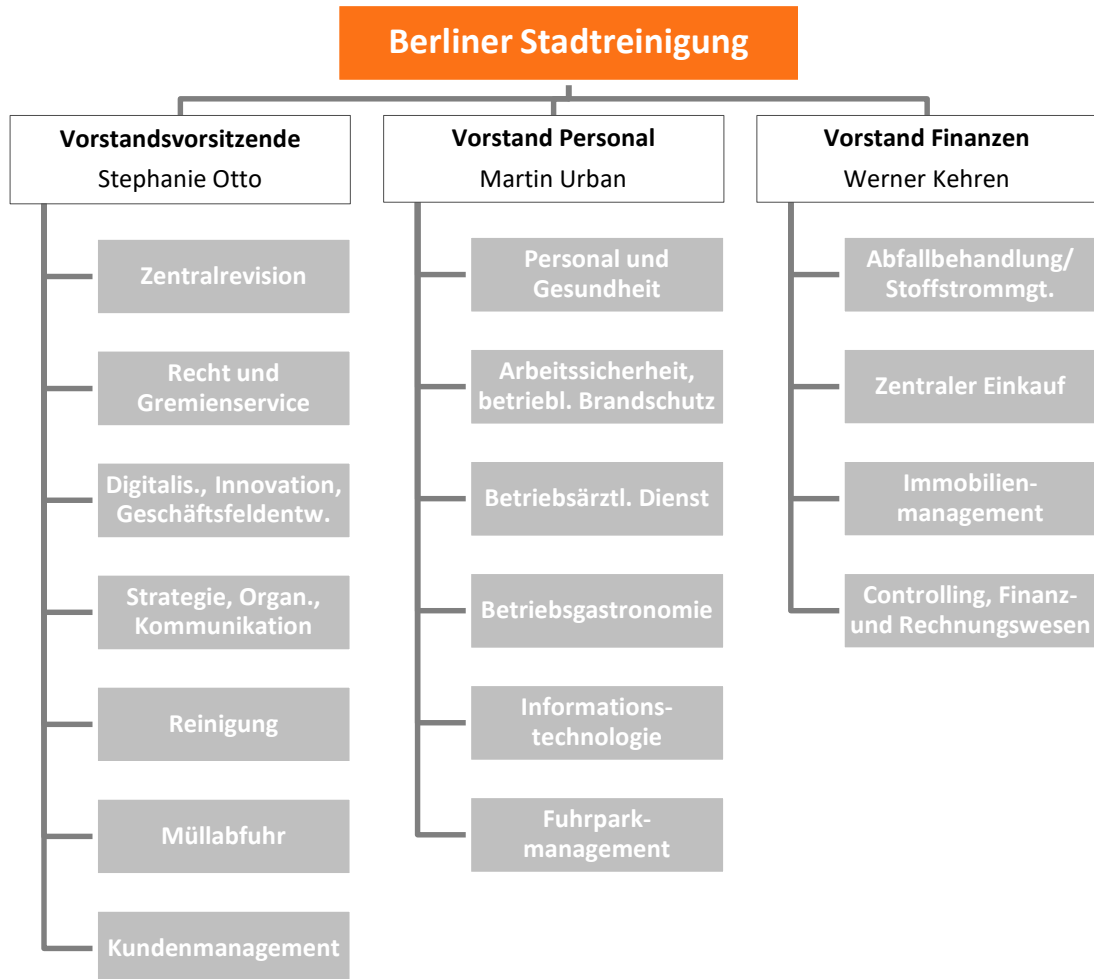 Berliner Stadtreinigung
Vorstandsvorsitzende
Stephanie Otto
Zentralrevision
Recht und
Gremienservice
Digitalis., Innovation,
Geschäftsfeldentw.
Strategie, Organ.,
Kommunikation
Reinigung
Müllabfuhr
Kundenmanagement
Vorstand Personal
Martin Urban
Personal und
Gesundheit
Arbeitssicherheit,
betriebl. Brandschutz
Betriebsärztl. Dienst
Betriebsgastronomie
Informations-
technologie
Fuhrpark-
management
Vorstand Finanzen
Werner Kehren
Abfallbehandlung/
Stoffstrommgt.
Zentraler Einkauf
Immobilien-
management
Controlling, Finanz-
und Rechnungswesen